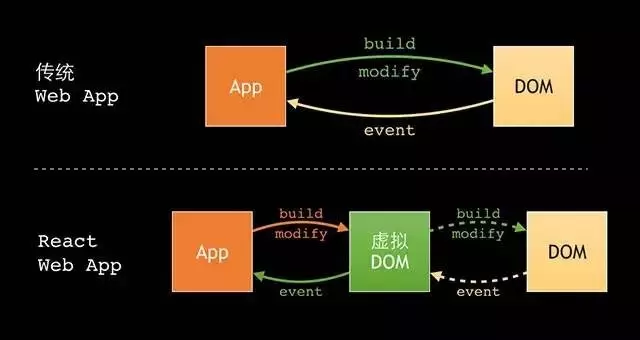 传统
Web App
App
build
modify
event
DOM
React
Web App
App
build
modify
event
虚拟
DOM
build
modify
event
DOM